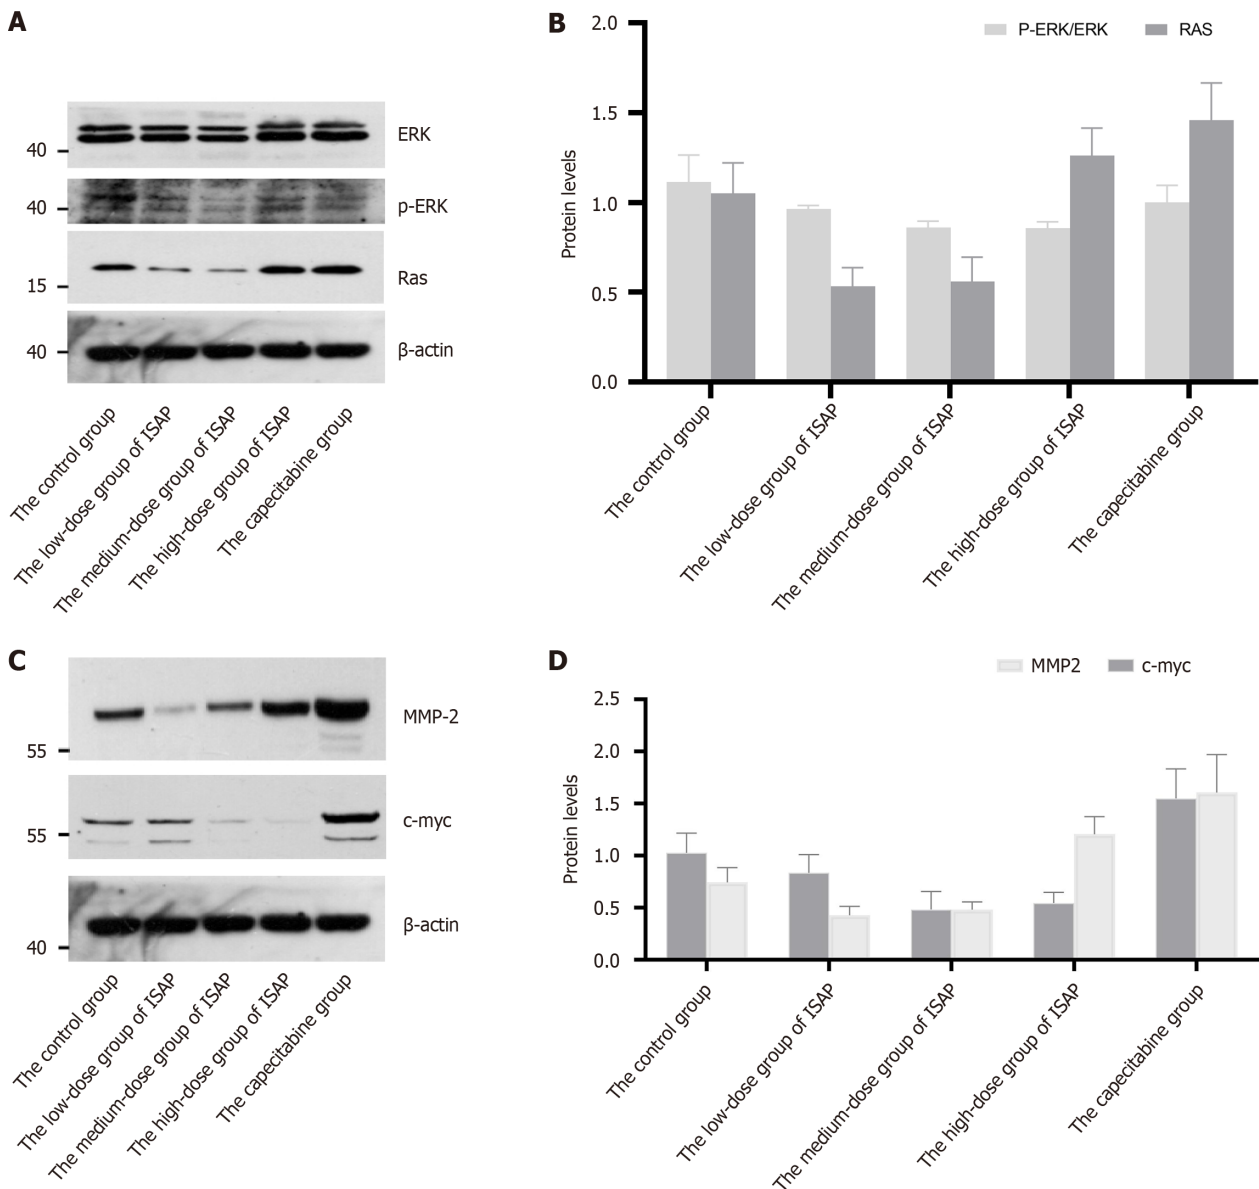 A
ERK
40
p-ERK
40
Ras
15
β-actin
40
The control group
The low-dose group of ISAP
The medium-dose group of ISAP
The high-dose group of ISAP
The capecitabine group
B
P-ERK/ERK
RAS
Protein levels
2.0
1.5
1.0
0.5
0.0
The control group
The low-dose group of ISAP
The medium-dose group of ISAP
The high-dose group of ISAP
The capecitabine group
C
MMP-2
55
c-myc
55
β-actin
40
The control group
The low-dose group of ISAP
The medium-dose group of ISAP
The high-dose group of ISAP
The capecitabine group
D
MMP2
c-myc
Protein levels
2.5
2.0
1.5
1.0
0.5
0.0
The control group
The low-dose group of ISAP
The medium-dose group of ISAP
The high-dose group of ISAP
The capecitabine group